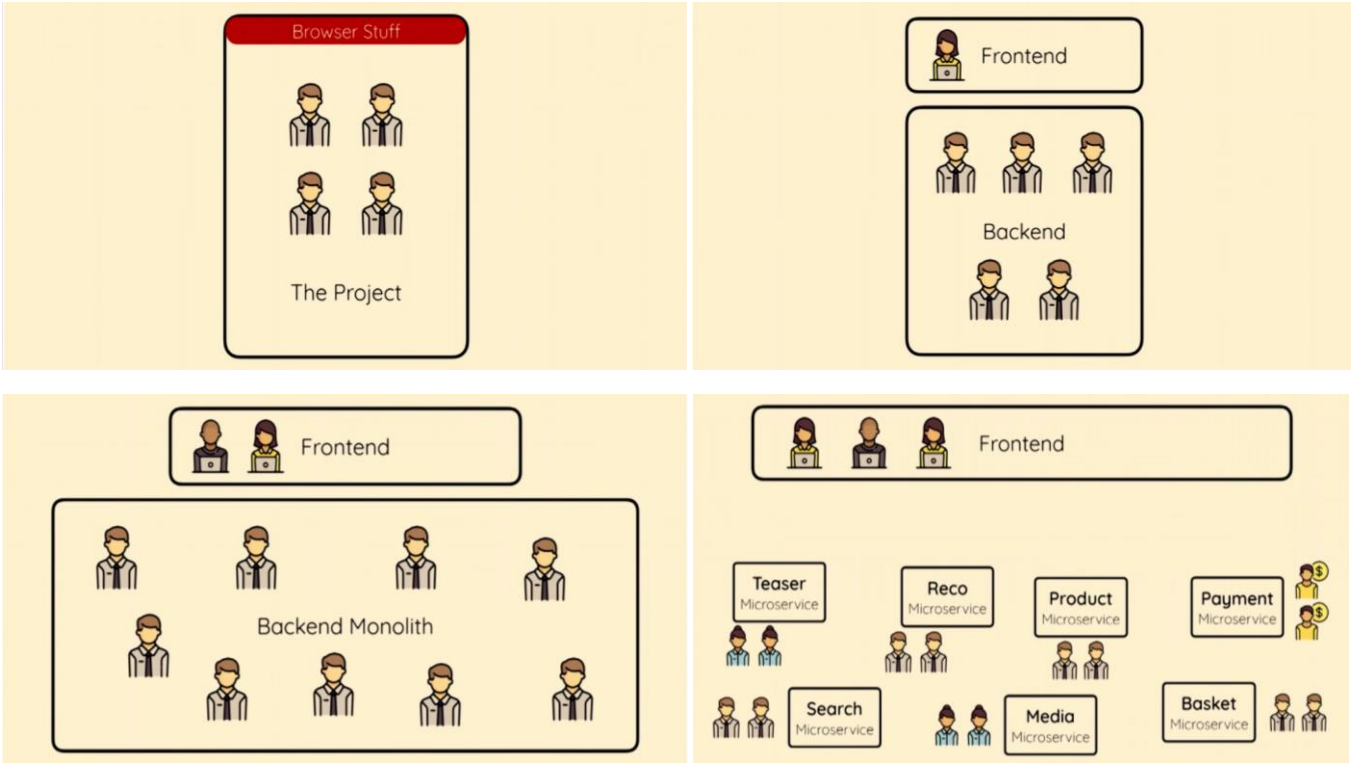 Browser Stuff
The Project
Frontend
Backend
Frontend
Backend Monolith
Frontend
Teaser
Microservice
Reco
Microservice
Product
Microservice
Payment
Microservice
Search
Microservice
Media
Microservice
Basket
Microservice
$
$